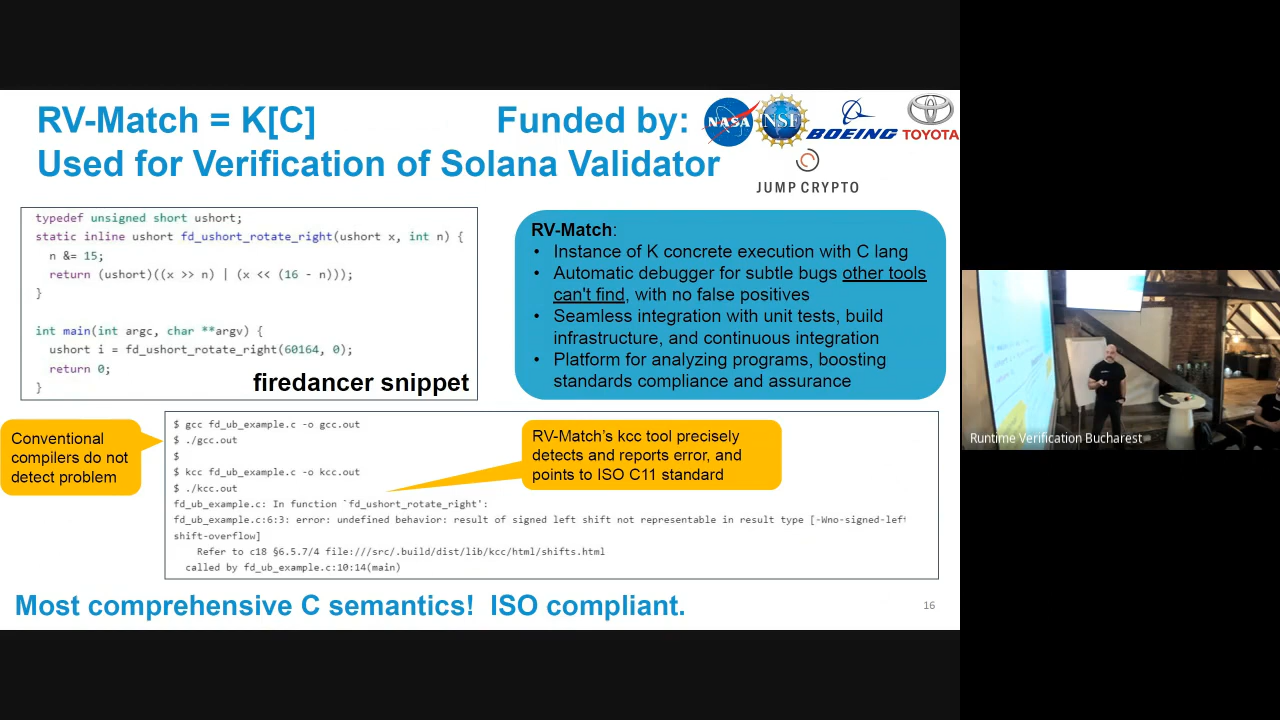 RV-Match = K[C]
Funded by:
NASA
NSF
BOEING
TOYOTA
Used for Verification of Solana Validator
JUMP CRYPTO
typedef unsigned short ushort;
static inline ushort fd_ushort_rotate_right(ushort x, int n) {
n &= 15;
return (ushort)((x >> n) | (x << (16 - n)));
}
int main(int argc, char **argv) {
ushort i = fd_ushort_rotate_right(60164, 0);
return 0;
}
firedancer snippet
RV-Match:
• Instance of K concrete execution with C lang
• Automatic debugger for subtle bugs other tools
can't find, with no false positives
• Seamless integration with unit tests, build
infrastructure, and continuous integration
• Platform for analyzing programs, boosting
standards compliance and assurance
Conventional
compilers do not
detect problem
$ gcc fd_ub_example.c -o gcc.out
$ ./gcc.out
$
$ kcc fd_ub_example.c -o kcc.out
$ ./kcc.out
fd_ub_example.c: In function `fd_ushort_rotate_right':
fd_ub_example.c:6:3: error: undefined behavior: result of signed left shift not representable in result type [-Wno-signed-left
shift-overflow]
Refer to c18 §6.5.7/4 file:///src/.build/dist/lib/kcc/html/shifts.html
called by fd_ub_example.c:10:14(main)
RV-Match's kcc tool precisely
detects and reports error, and
points to ISO C11 standard
Most comprehensive C semantics! ISO compliant.
16
Runtime Verification Bucharest